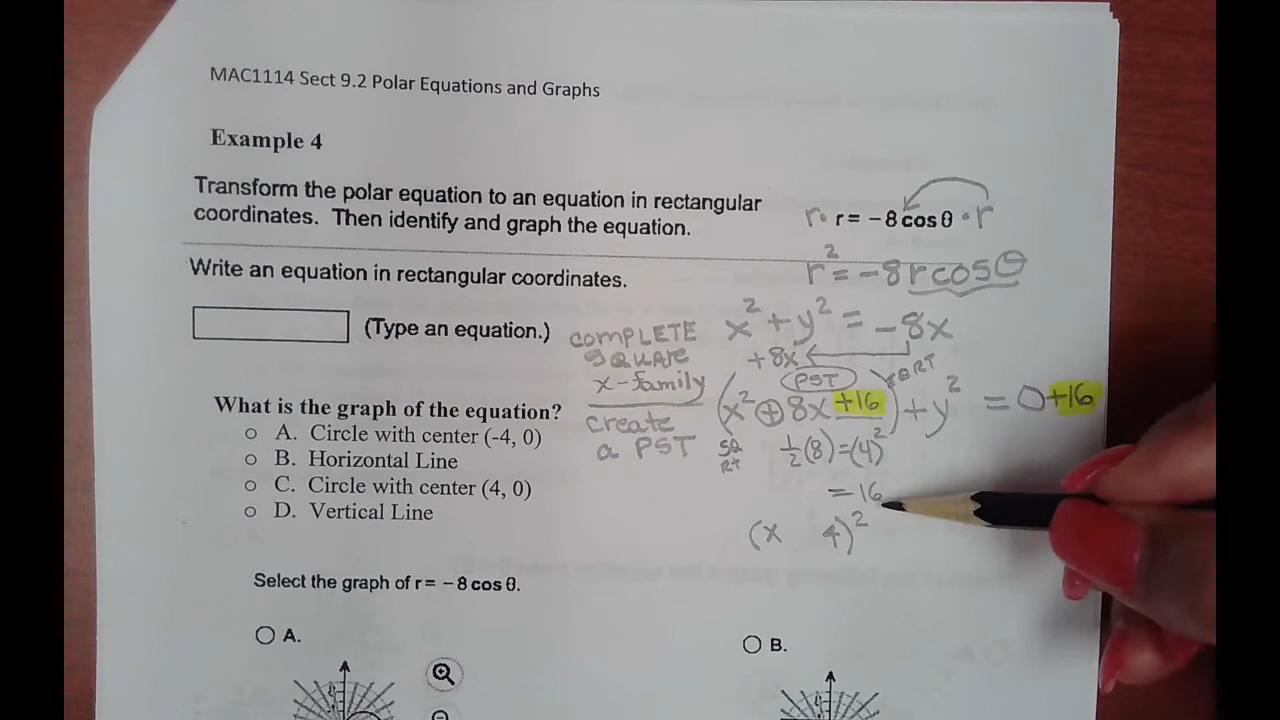 MAC1114 Sect 9.2 Polar Equations and Graphs
Example 4
Transform the polar equation to an equation in rectangular
coordinates. Then identify and graph the equation.
r· r = −8 cos θ · r
r² = −8 r cos θ
Write an equation in rectangular coordinates.
(Type an equation.)
x² + y² = −8x
+8x
COMPLETE
SQUARE
x-family
create
a PST
PST
SQRT
(x² + 8x +16) + y² = 0 +16
SQ
Rt
½(8)=(4)²
=16
(x 4)²
What is the graph of the equation?
A. Circle with center (-4, 0)
B. Horizontal Line
C. Circle with center (4, 0)
D. Vertical Line
Select the graph of r = −8 cos θ.
A.
B.